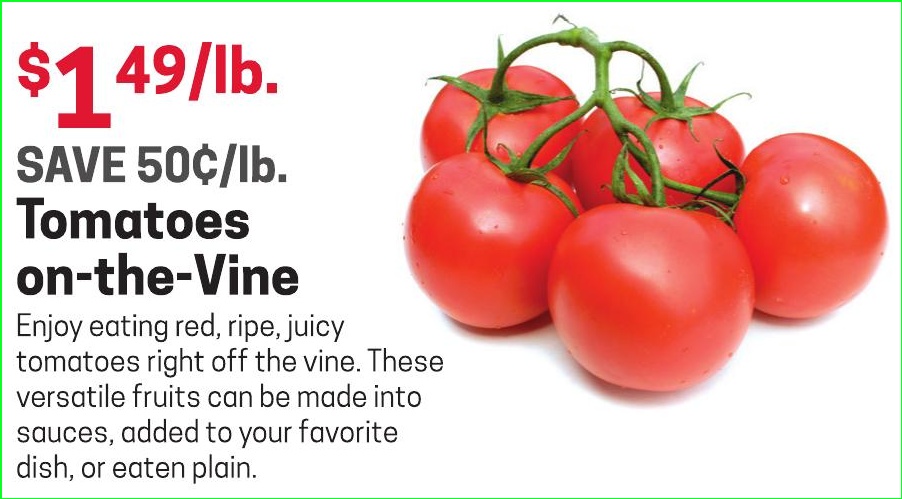 $1 49/lb.
SAVE 50¢/lb.
Tomatoes
on-the-Vine
Enjoy eating red, ripe, juicy
tomatoes right off the vine. These
versatile fruits can be made into
sauces, added to your favorite
dish, or eaten plain.